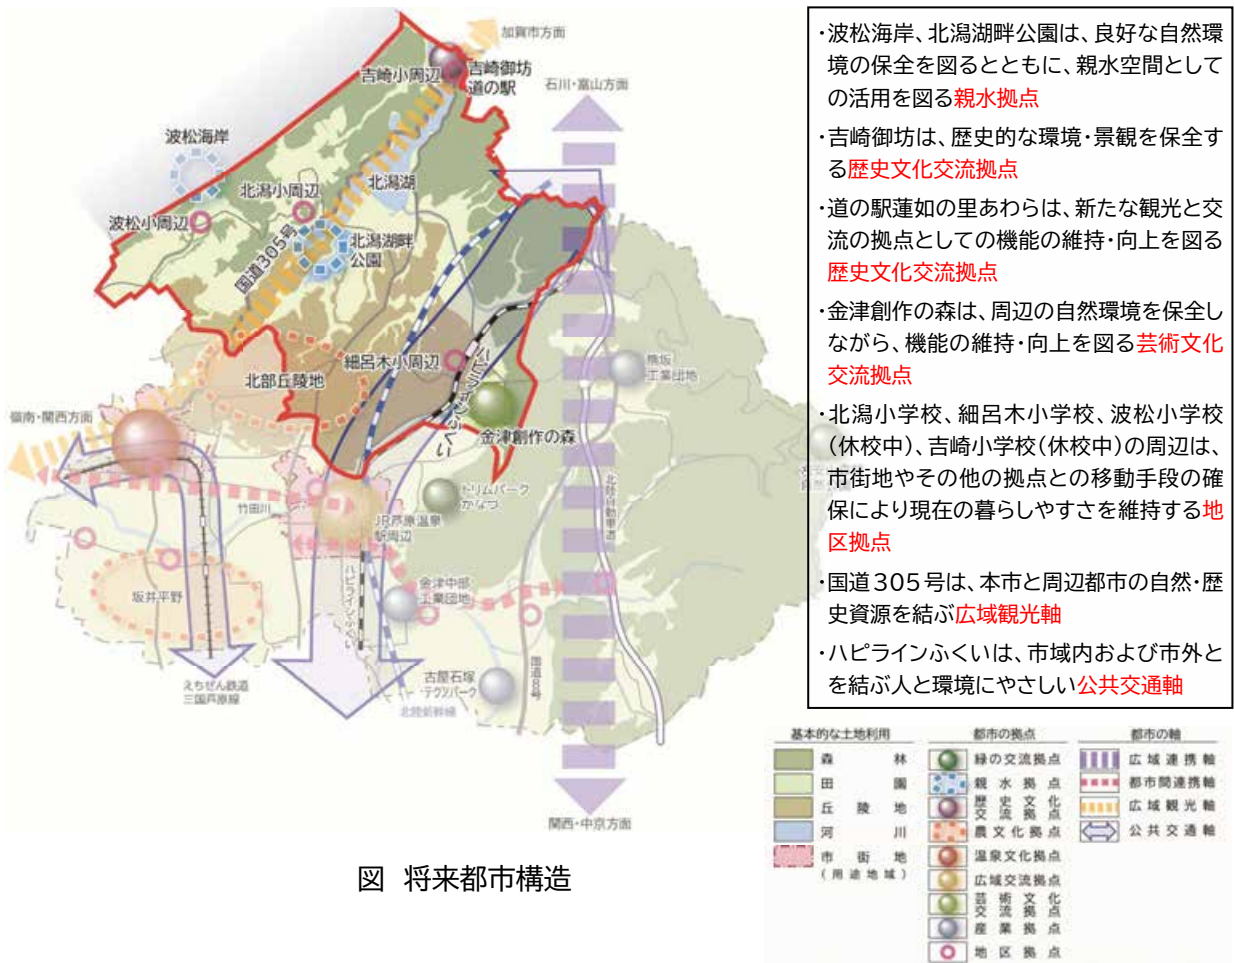 加賀市方面
吉崎小周辺
吉崎御坊
道の駅
石川・富山方面
波松海岸
北潟小周辺
北潟湖
波松小周辺
北潟湖畔
公園
国道305号
細呂木小周辺
ハピラインふくい
熊坂
工業団地
北部丘陵地
嶺南・関西方面
金津創作の森
トリムパーク
かなづ
北陸自動車道
竹田川
JR芦原温泉
駅周辺
ハピラインふくい
金津中部
工業団地
坂井平野
古屋石塚
テクノパーク
国道8号
えちぜん鉄道
三国芦原線
北陸新幹線
関西・中京方面
図 将来都市構造
・波松海岸、北潟湖畔公園は、良好な自然環
境の保全を図るとともに、親水空間として
の活用を図る親水拠点
・吉崎御坊は、歴史的な環境・景観を保全す
る歴史文化交流拠点
・道の駅蓮如の里あわらは、新たな観光と交
流の拠点としての機能の維持・向上を図る
歴史文化交流拠点
・金津創作の森は、周辺の自然環境を保全し
ながら、機能の維持・向上を図る芸術文化
交流拠点
・北潟小学校、細呂木小学校、波松小学校
(休校中)、吉崎小学校(休校中)の周辺は、
市街地やその他の拠点との移動手段の確
保により現在の暮らしやすさを維持する地
区拠点
・国道305号は、本市と周辺都市の自然・歴
史資源を結ぶ広域観光軸
・ハピラインふくいは、市域内および市外と
を結ぶ人と環境にやさしい公共交通軸
基本的な土地利用
森林
田園
丘陵地
河川
市街地
(用途地域)
都市の拠点
緑の交流拠点
親水拠点
歴史文化
交流拠点
農文化拠点
温泉文化拠点
広域交流拠点
芸術文化
交流拠点
産業拠点
地区拠点
都市の軸
広域連携軸
都市間連携軸
広域観光軸
公共交通軸